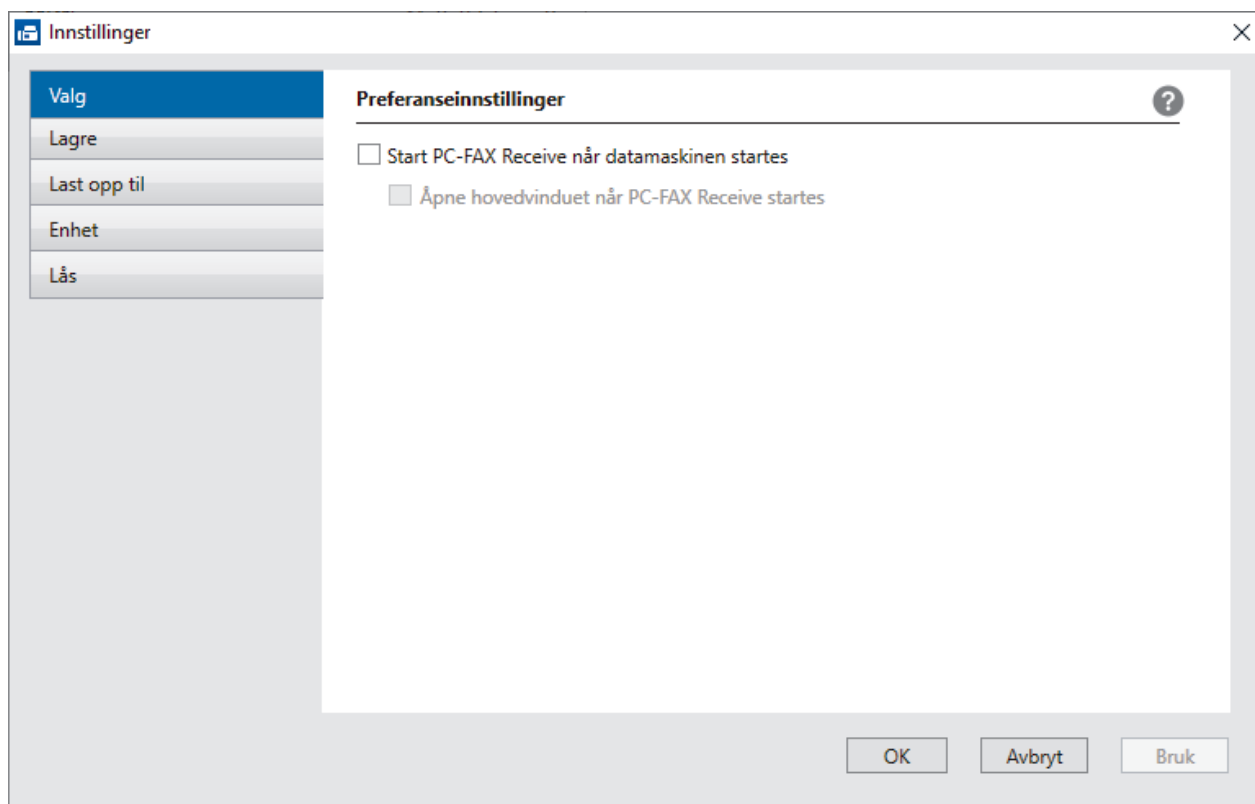 Innstillinger
Valg
Lagre
Last opp til
Enhet
Lås
Preferanseinnstillinger
?
Start PC-FAX Receive når datamaskinen startes
Åpne hovedvinduet når PC-FAX Receive startes
OK
Avbryt
Bruk